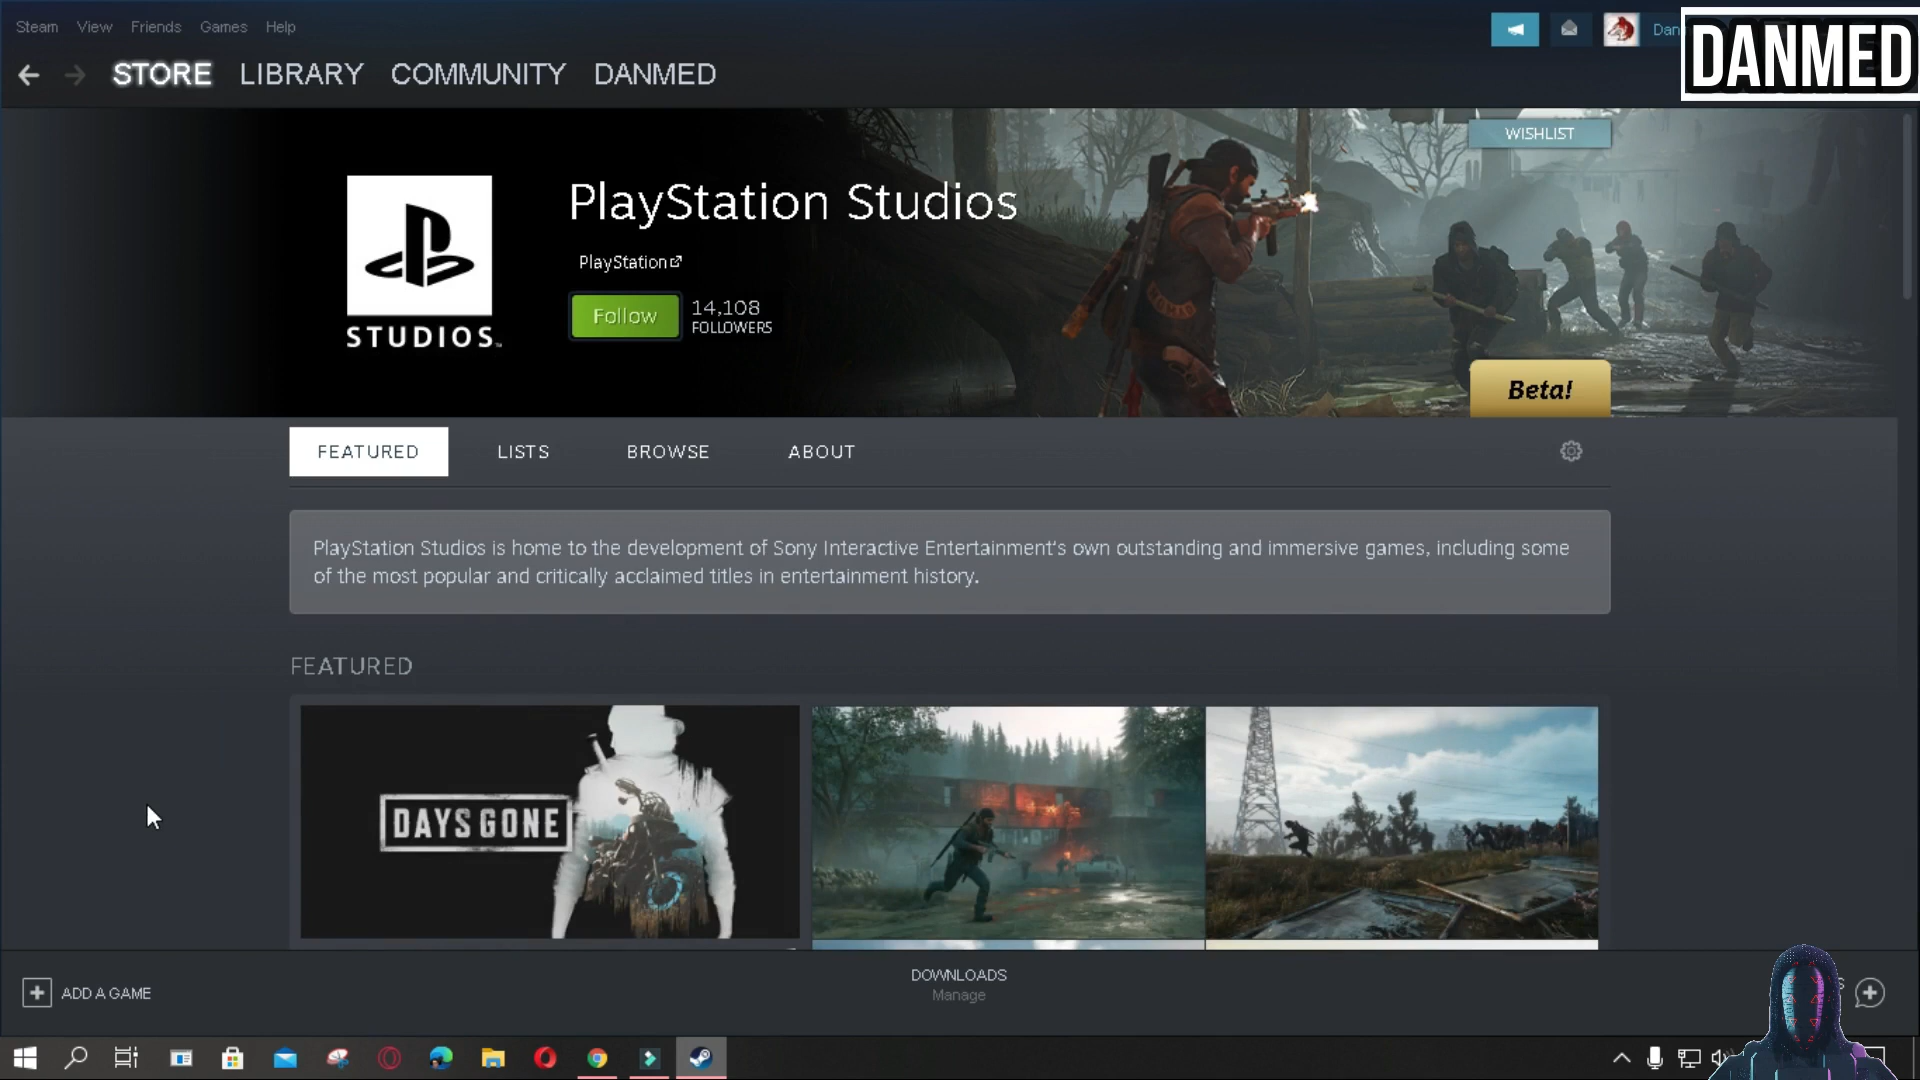 Steam View Friends Games Help
Dan
DANMED
STORE LIBRARY COMMUNITY DANMED
WISHLIST
PlayStation Studios
PlayStation
Follow
14,108
FOLLOWERS
STUDIOS
Beta!
FEATURED LISTS BROWSE ABOUT
PlayStation Studios is home to the development of Sony Interactive Entertainment's own outstanding and immersive games, including some
of the most popular and critically acclaimed titles in entertainment history.
FEATURED
DAYS GONE
ADD A GAME
DOWNLOADS
Manage